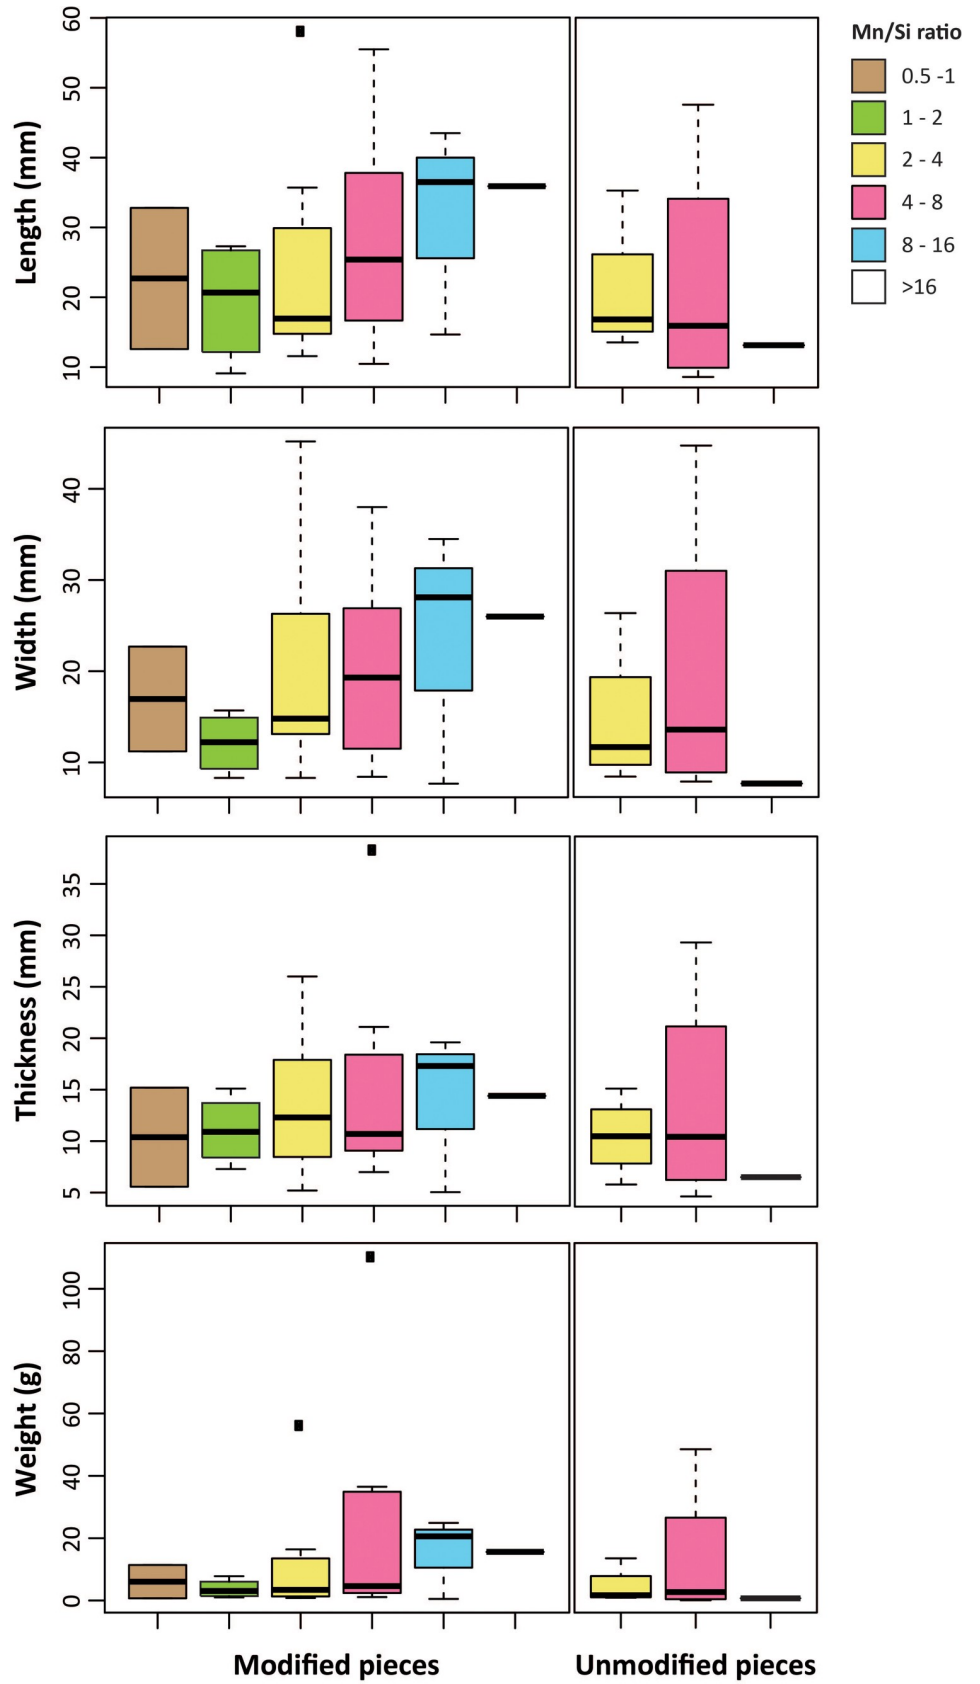 Mn/Si ratio
0.5 -1
1 - 2
2 - 4
4 - 8
8 - 16
>16
Length (mm)
60
50
40
30
20
10
Width (mm)
40
30
20
10
Thickness (mm)
35
30
25
20
15
10
5
Weight (g)
100
80
60
40
20
0
Modified pieces
Unmodified pieces